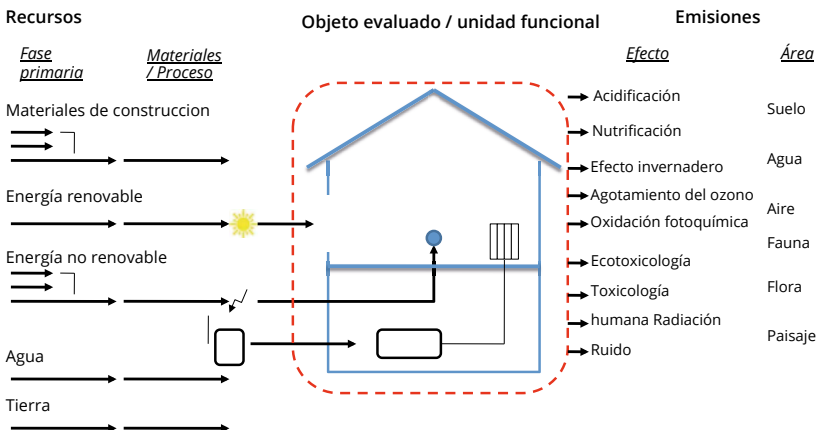 Recursos
Objeto evaluado / unidad funcional
Emisiones
Fase
primaria
Materiales
/ Proceso
Efecto
Área
Materiales de construccion
Energía renovable
Energía no renovable
Agua
Tierra
Acidificación
Nutrificación
Efecto invernadero
Agotamiento del ozono
Oxidación fotoquímica
Ecotoxicología
Toxicología
humana Radiación
Ruido
Suelo
Agua
Aire
Fauna
Flora
Paisaje